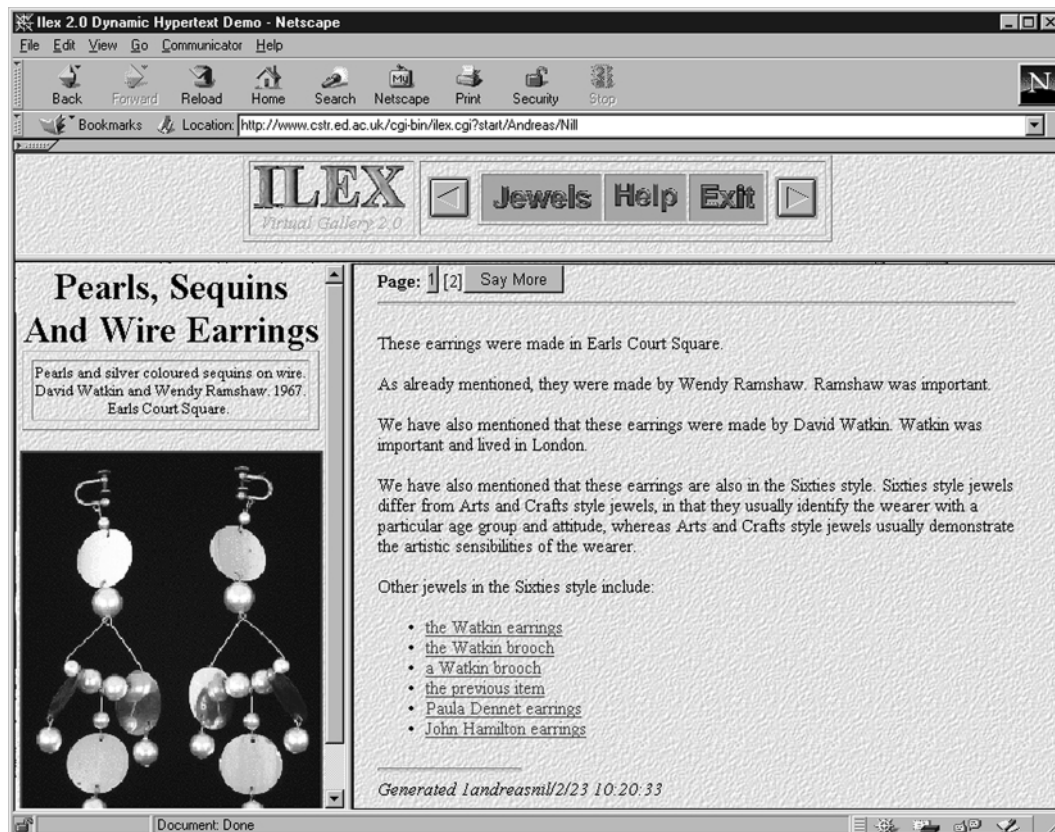 Ilex 2.0 Dynamic Hypertext Demo - Netscape
File Edit View Go Communicator Help
Back Forward Reload Home Search Netscape Print Security Stop
My
N
Bookmarks Location: http://www.cstr.ed.ac.uk/cgi-bin/ilex.cgi?start/Andreas/Nill
ILEX
Virtual Gallery 2.0
Jewels Help Exit
Pearls, Sequins
And Wire Earrings
Pearls and silver coloured sequins on wire.
David Watkin and Wendy Ramshaw. 1967.
Earls Court Square.
Page: 1 [2] Say More
These earrings were made in Earls Court Square.
As already mentioned, they were made by Wendy Ramshaw. Ramshaw was important.
We have also mentioned that these earrings were made by David Watkin. Watkin was
important and lived in London.
We have also mentioned that these earrings are also in the Sixties style. Sixties style jewels
differ from Arts and Crafts style jewels, in that they usually identify the wearer with a
particular age group and attitude, whereas Arts and Crafts style jewels usually demonstrate
the artistic sensibilities of the wearer.
Other jewels in the Sixties style include:
• the Watkin earrings
• the Watkin brooch
• a Watkin brooch
• the previous item
• Paula Dennet earrings
• John Hamilton earrings
Generated 1andreasnil/2/23 10:20:33
Document: Done